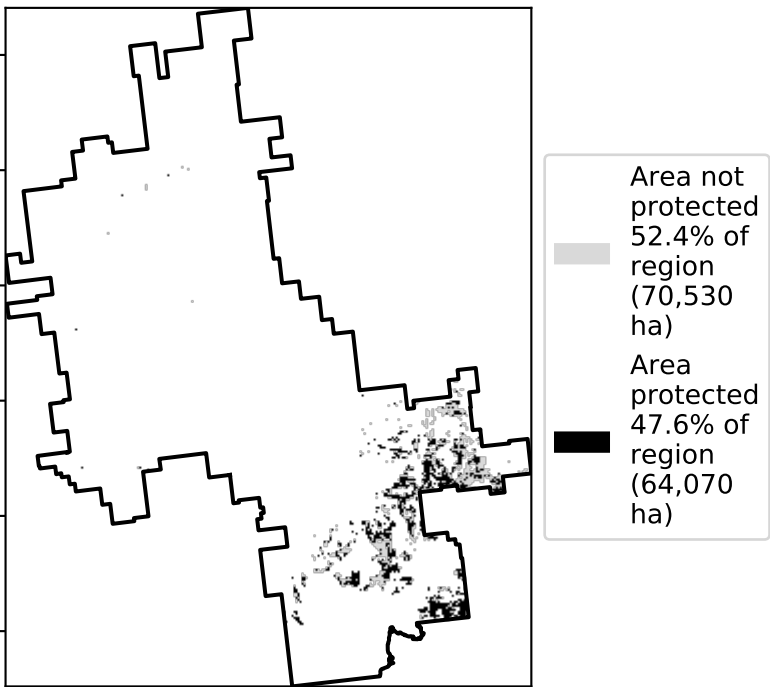 Area not
protected
52.4% of
region
(70,530
ha)
Area
protected
47.6% of
region
(64,070
ha)